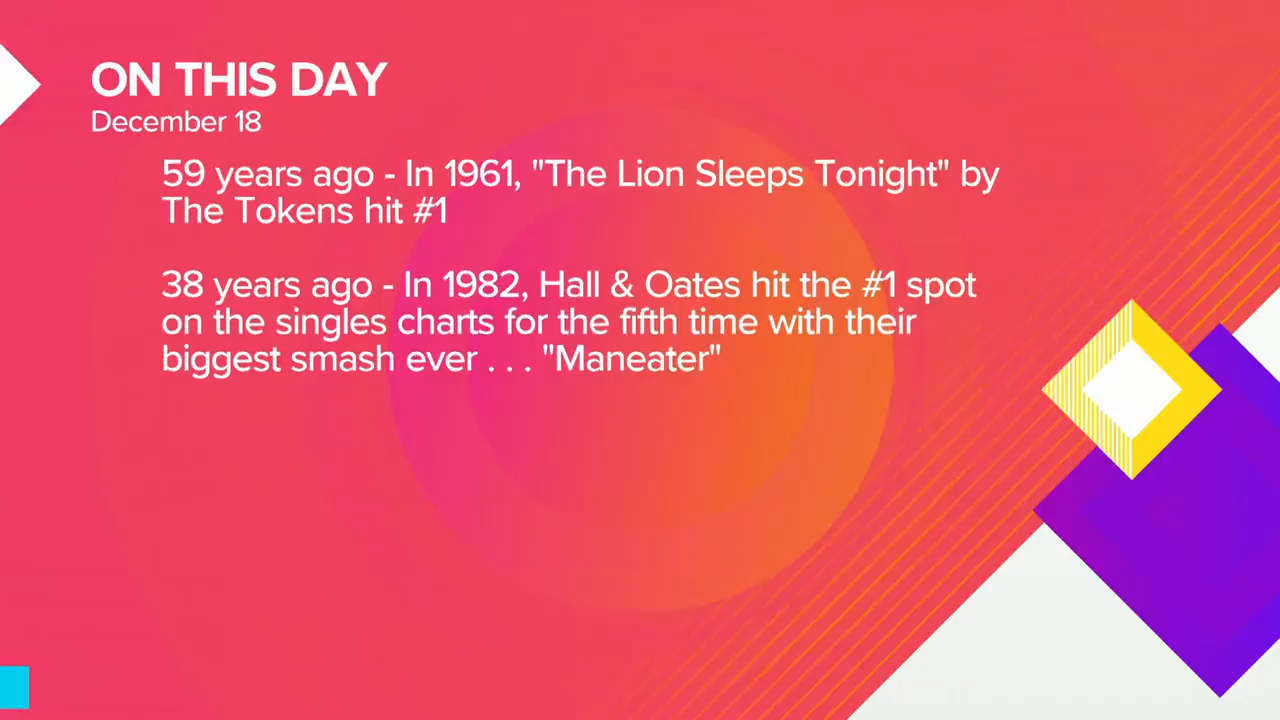 ON THIS DAY
December 18
59 years ago - In 1961, "The Lion Sleeps Tonight" by
The Tokens hit #1
38 years ago - In 1982, Hall & Oates hit the #1 spot
on the singles charts for the fifth time with their
biggest smash ever . . . "Maneater"